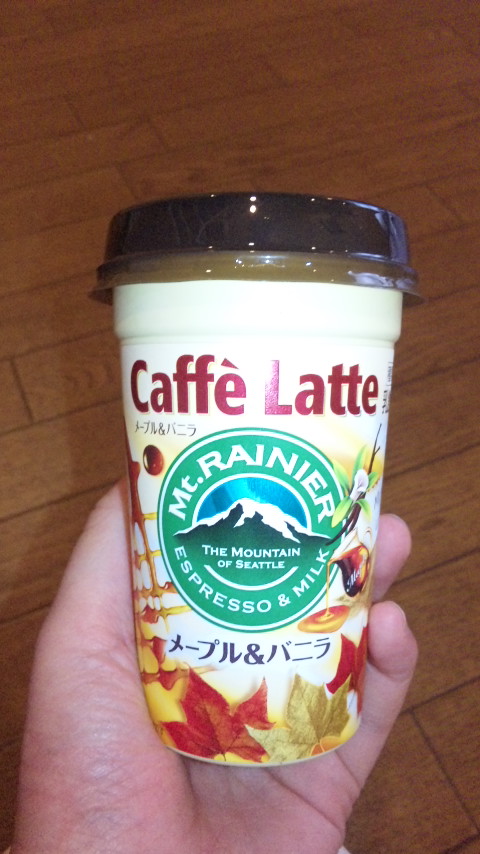 Caffè Latte
メープル&バニラ
Mt. RAINIER
THE MOUNTAIN
OF SEATTLE
ESPRESSO & MILK
メープル&バニラ